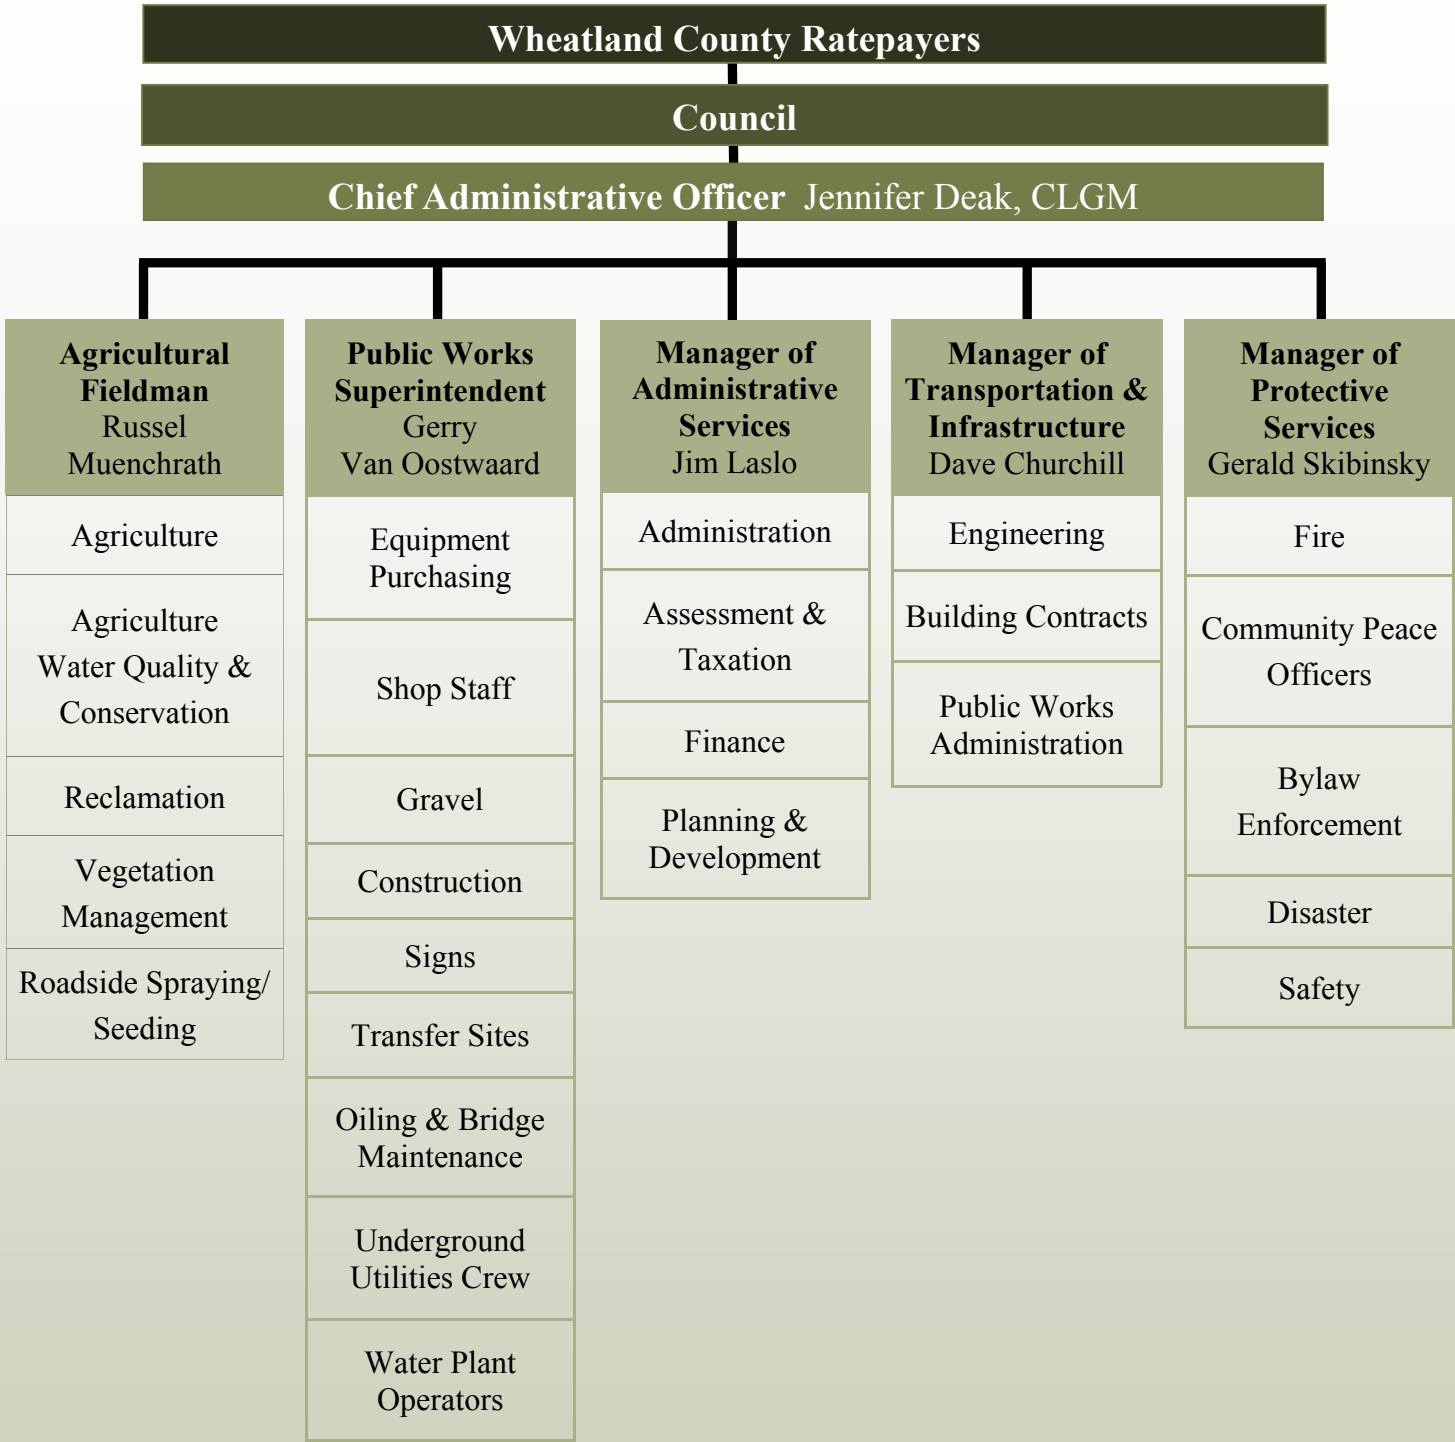 Wheatland County Ratepayers
Council
Chief Administrative Officer Jennifer Deak, CLGM
Agricultural
Fieldman
Russel
Muenchrath
Agriculture
Agriculture
Water Quality &
Conservation
Reclamation
Vegetation
Management
Roadside Spraying/
Seeding
Public Works
Superintendent
Gerry
Van Oostwaard
Equipment
Purchasing
Shop Staff
Gravel
Construction
Signs
Transfer Sites
Oiling & Bridge
Maintenance
Underground
Utilities Crew
Water Plant
Operators
Manager of
Administrative
Services
Jim Laslo
Administration
Assessment &
Taxation
Finance
Planning &
Development
Manager of
Transportation &
Infrastructure
Dave Churchill
Engineering
Building Contracts
Public Works
Administration
Manager of
Protective
Services
Gerald Skibinsky
Fire
Community Peace
Officers
Bylaw
Enforcement
Disaster
Safety